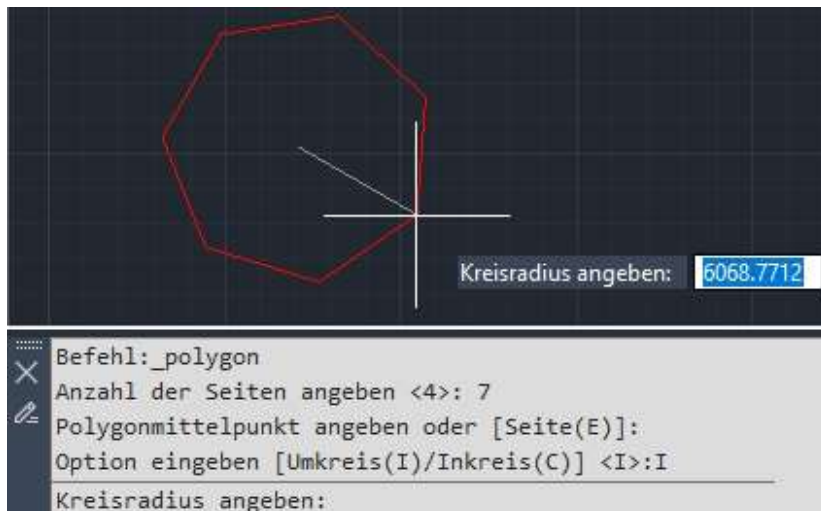 Kreisradius angeben: 6068.7712
Befehl:_polygon
Anzahl der Seiten angeben <4>: 7
Polygonmittelpunkt angeben oder [Seite(E)]:
Option eingeben [Umkreis(I)/Inkreis(C)] <I>:I
Kreisradius angeben: